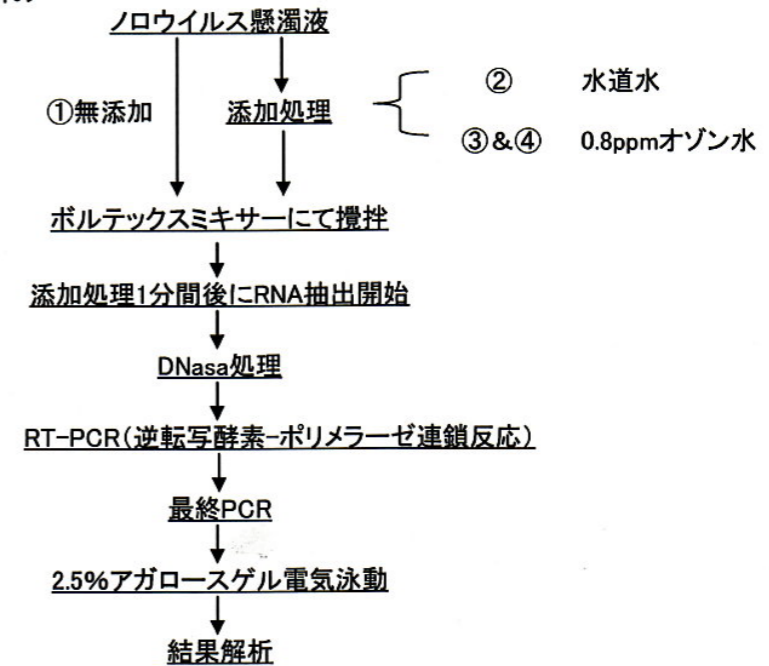 ノロウイルス懸濁液
①無添加
添加処理
② 水道水
③&④ 0.8ppmオゾン水
ボルテックスミキサーにて攪拌
添加処理1分間後にRNA抽出開始
DNasa処理
RT-PCR(逆転写酵素-ポリメラーゼ連鎖反応)
最終PCR
2.5%アガロースゲル電気泳動
結果解析